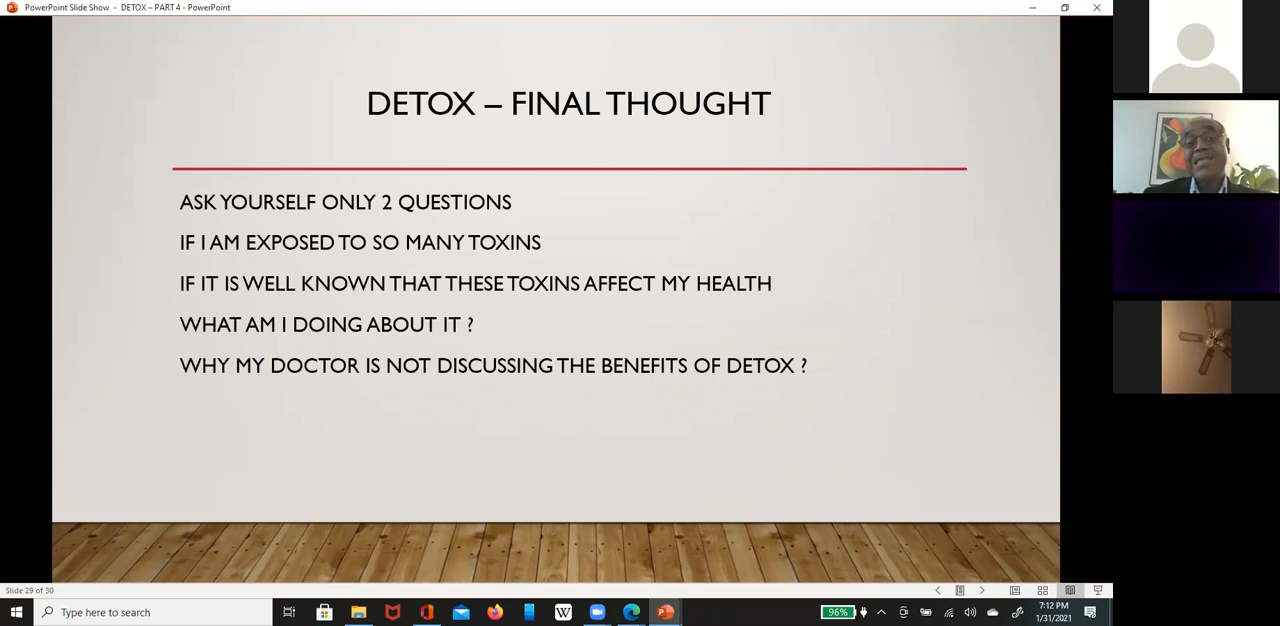 PowerPoint Slide Show - DETOX – PART 4 - PowerPoint
DETOX – FINAL THOUGHT
ASK YOURSELF ONLY 2 QUESTIONS
IF I AM EXPOSED TO SO MANY TOXINS
IF IT IS WELL KNOWN THAT THESE TOXINS AFFECT MY HEALTH
WHAT AM I DOING ABOUT IT ?
WHY MY DOCTOR IS NOT DISCUSSING THE BENEFITS OF DETOX ?
Slide 29 of 30
Type here to search
W
96%
7:12 PM
1/31/2021